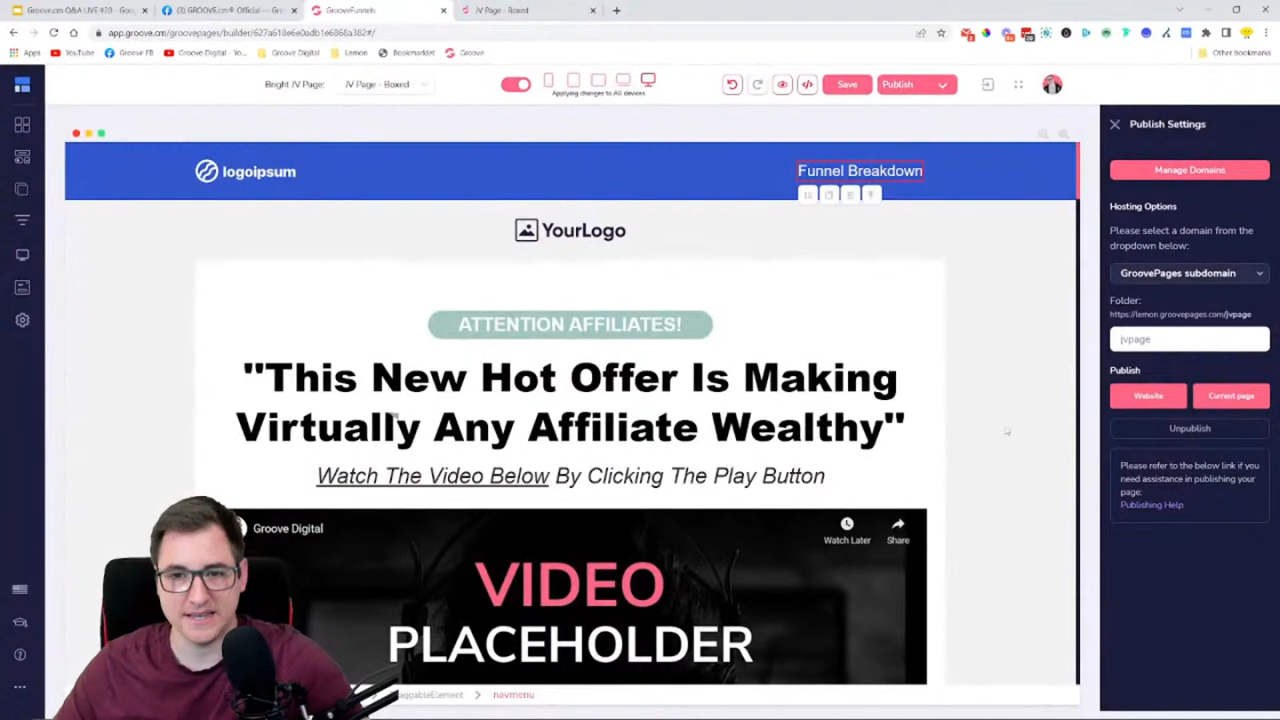 Groove.cm Q&A LIVE #20 - Goog
(3) GROOVE.cm® Official — Gro
GrooveFunnels
JV Page - Boxed
app.groove.cm/groovepages/builder/627a618e6e0adb1e6868a382#/
Apps
YouTube
Groove FB
Groove Digital - Yo...
Groove Digital
Lemon
Bookmarklet
Groove
Other bookmarks
Bright JV Page:
JV Page - Boxed
Applying changes to All devices
Save
Publish
Publish Settings
Manage Domains
Hosting Options
Please select a domain from the
dropdown below:
GroovePages subdomain
Folder:
https://lemon.groovepages.com/jvpage
jvpage
Publish
Website
Current page
Unpublish
Please refer to the below link if you
need assistance in publishing your
page:
Publishing Help
logoipsum
Funnel Breakdown
YourLogo
ATTENTION AFFILIATES!
"This New Hot Offer Is Making
Virtually Any Affiliate Wealthy"
Watch The Video Below By Clicking The Play Button
Groove Digital
Watch Later
Share
VIDEO
PLACEHOLDER
navmenu